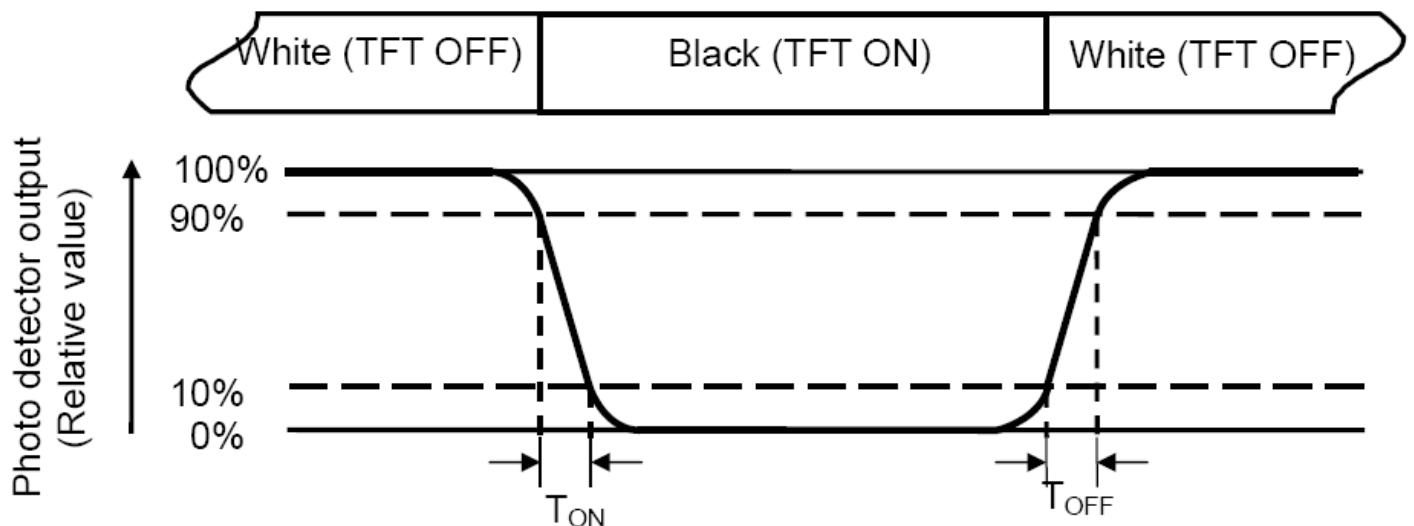 White (TFT OFF)
Black (TFT ON)
White (TFT OFF)
Photo detector output
(Relative value)
100%
90%
10%
0%
TON
TOFF